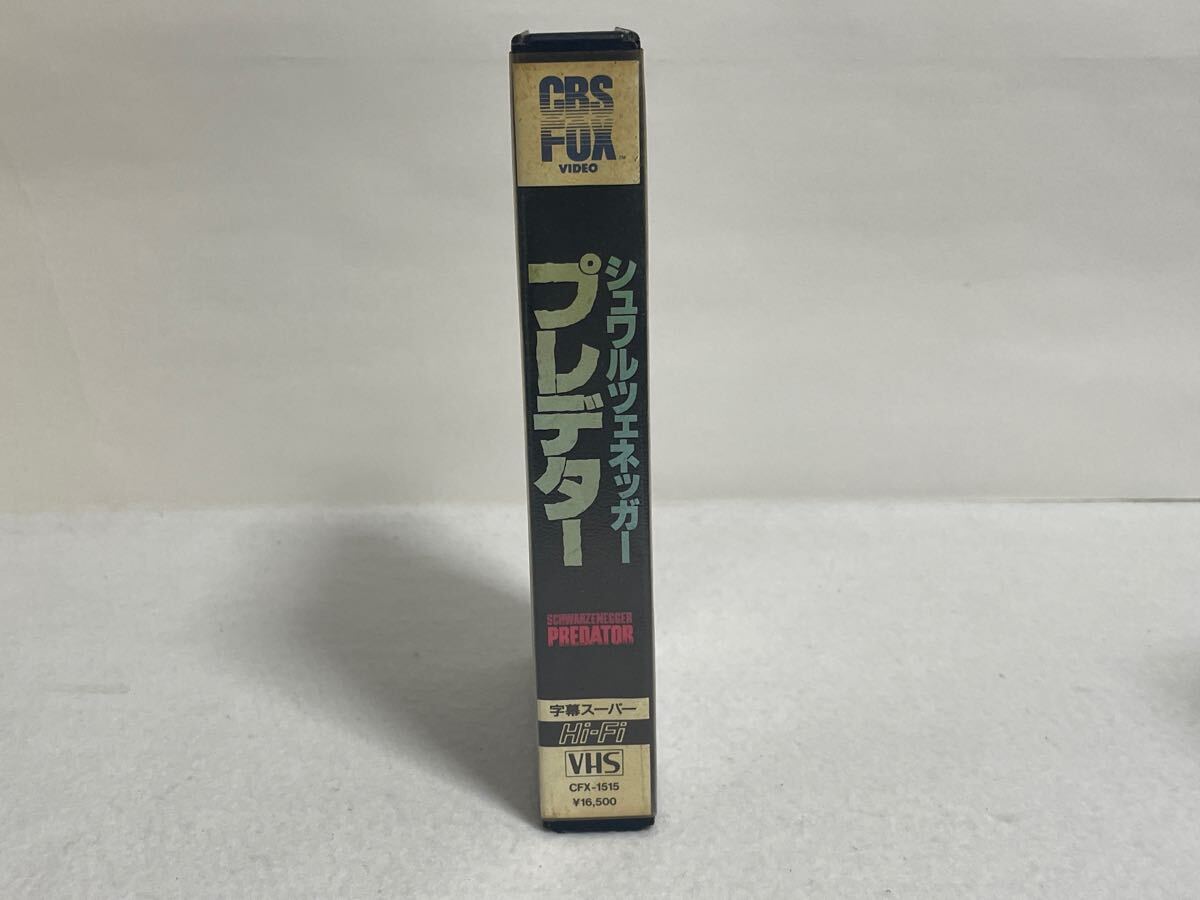 CBS
FOX
VIDEO
TM
シュワルツェネッガー
プレデター
SCHWARZENEGGER
PREDATOR
字幕スーパー
Hi-Fi
VHS
CFX-1515
¥16,500